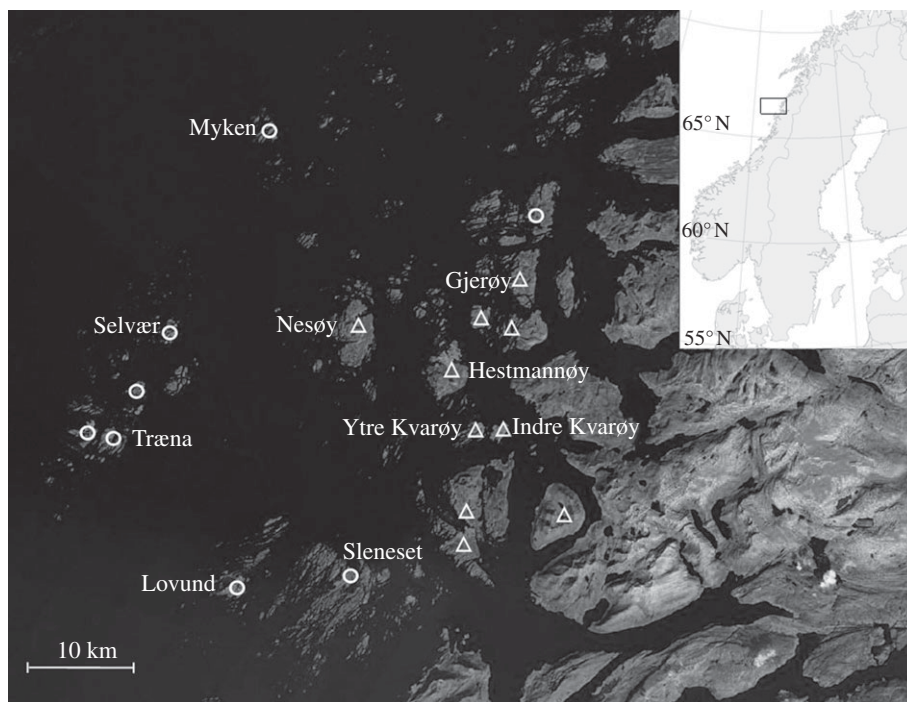 Myken
65° N
60° N
Gjerøy
Selvær
Nesøy
55° N
Hestmannøy
Ytre Kvarøy
Indre Kvarøy
Træna
Sleneset
Lovund
10 km